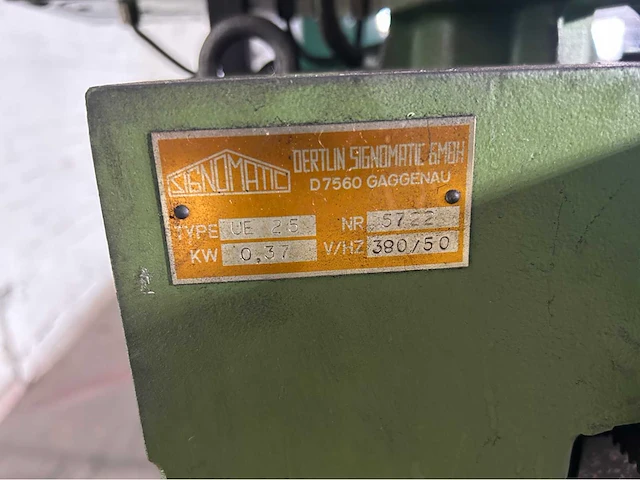 SIGNOMATIC
OERTLIN SIGNOMATIC GMBH
D7560 GAGGENAU
TYPE UE 25 NR 5722
KW 0,37 V/HZ 380/50